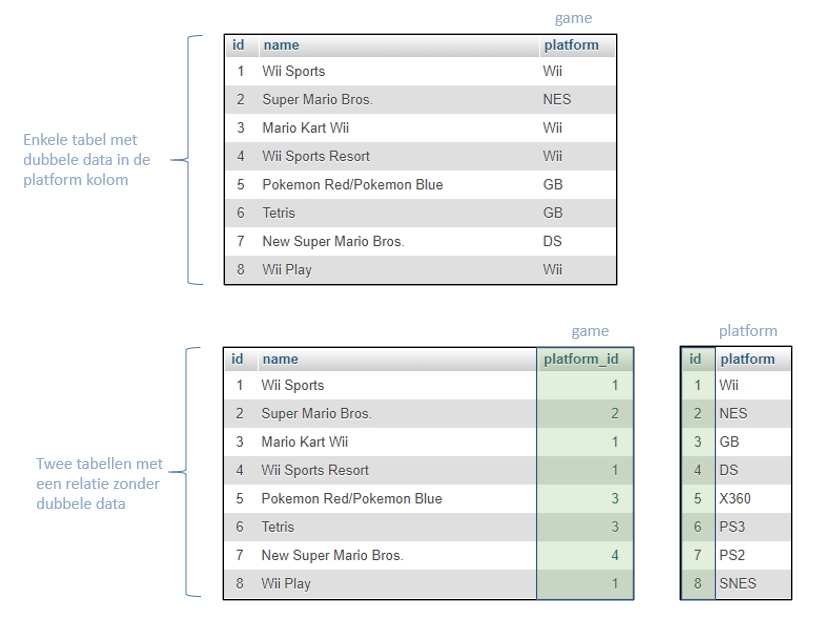 game
id name platform
1 Wii Sports Wii
2 Super Mario Bros. NES
3 Mario Kart Wii Wii
4 Wii Sports Resort Wii
5 Pokemon Red/Pokemon Blue GB
6 Tetris GB
7 New Super Mario Bros. DS
8 Wii Play Wii
Enkele tabel met
dubbele data in de
platform kolom
game
id name platform_id
1 Wii Sports 1
2 Super Mario Bros. 2
3 Mario Kart Wii 1
4 Wii Sports Resort 1
5 Pokemon Red/Pokemon Blue 3
6 Tetris 3
7 New Super Mario Bros. 4
8 Wii Play 1
platform
id platform
1 Wii
2 NES
3 GB
4 DS
5 X360
6 PS3
7 PS2
8 SNES
Twee tabellen met
een relatie zonder
dubbele data